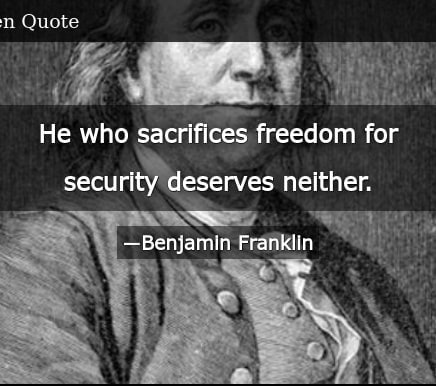 en Quote
He who sacrifices freedom for
security deserves neither.
—Benjamin Franklin